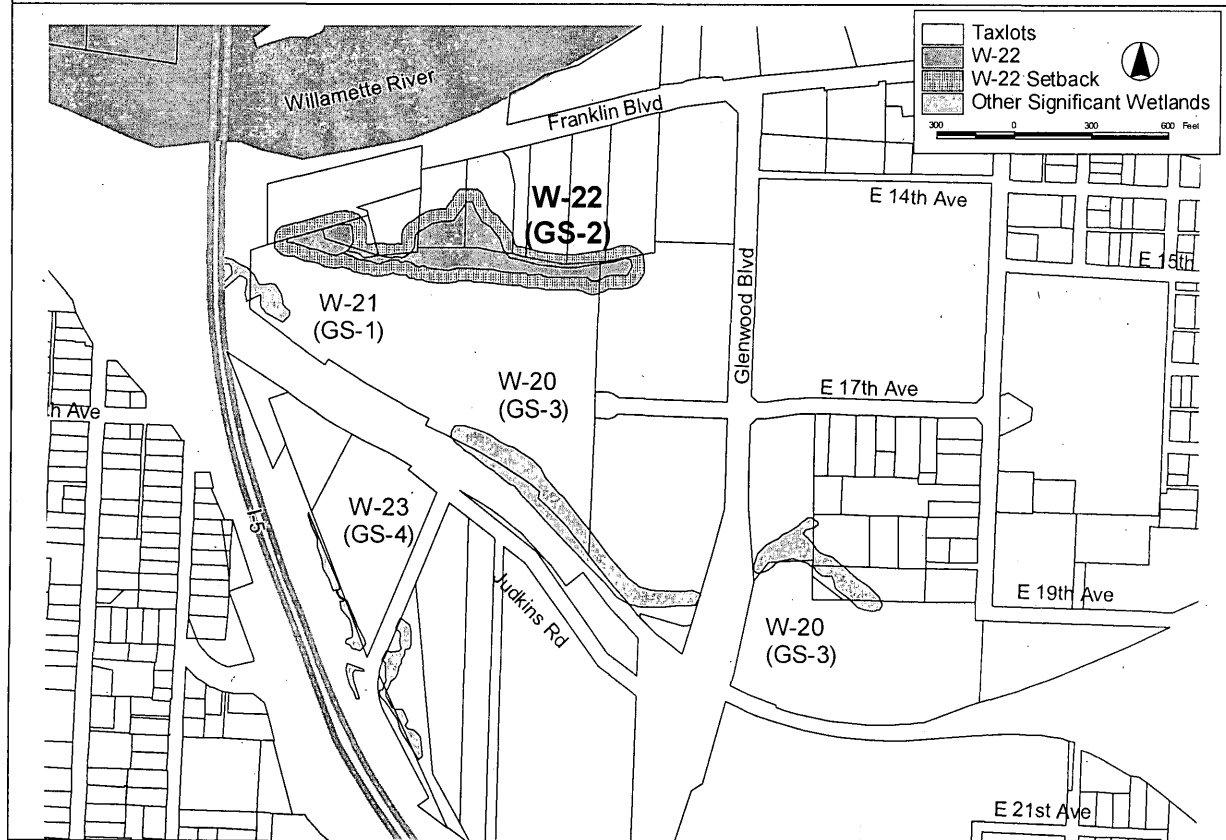 Taxlots
W-22
W-22 Setback
Other Significant Wetlands
300 0 300 600 Feet
Willamette River
Franklin Blvd
W-22
(GS-2)
E 14th Ave
E 15th
W-21
(GS-1)
Glenwood Blvd
W-20
(GS-3)
E 17th Ave
th Ave
W-23
(GS-4)
I-5
Judkins Rd
E 19th Ave
W-20
(GS-3)
E 21st Ave